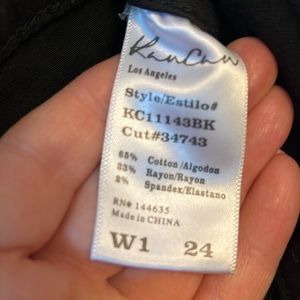 KanCan
Los Angeles
Style/Estilo#
KC11143BK
Cut#34743
65% Cotton/Algodon
33% Rayon/Rayon
2% Spandex/Elastano
RN# 144635
Made in CHINA
W1 24